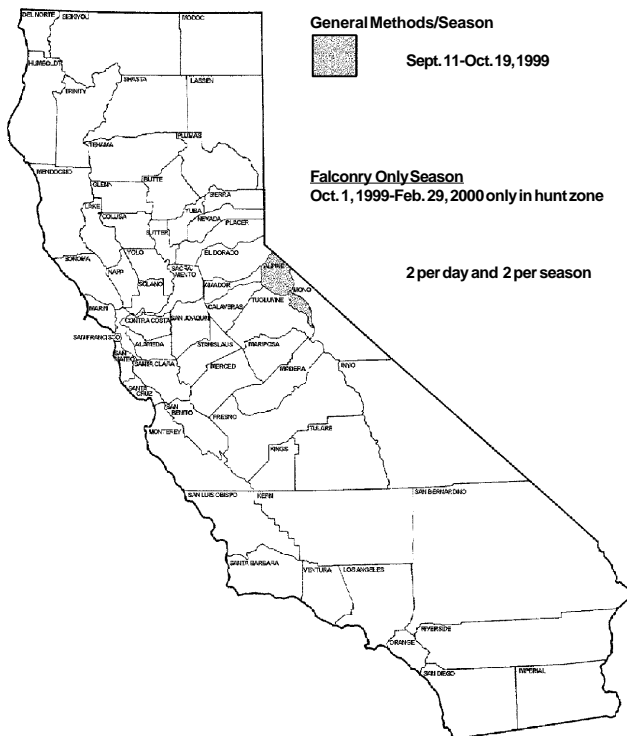 General Methods/Season
Sept. 11-Oct. 19, 1999
Falconry Only Season
Oct. 1, 1999-Feb. 29, 2000 only in hunt zone
2 per day and 2 per season
DEL NORTE
SISKIYOU
MODOC
HUMBOLDT
TRINITY
SHASTA
LASSEN
TEHAMA
PLUMAS
MENDOCINO
GLENN
BUTTE
SIERRA
LAKE
COLUSA
YUBA
NEVADA
PLACER
SUTTER
SONOMA
NAPA
YOLO
SACRA
MENTO
EL DORADO
ALPINE
SOLANO
AMADOR
MONO
MARIN
CALAVERAS
TUOLUMNE
CONTRA COSTA
SAN JOAQUIN
SAN FRANCISCO
ALAMEDA
STANISLAUS
MARIPOSA
SAN
MATEO
SANTA CLARA
MERCED
MADERA
INYO
SANTA
CRUZ
SAN
BENITO
FRESNO
MONTEREY
TULARE
KINGS
SAN LUIS OBISPO
KERN
SAN BERNARDINO
SANTA BARBARA
VENTURA
LOS ANGELES
RIVERSIDE
ORANGE
SAN DIEGO
IMPERIAL